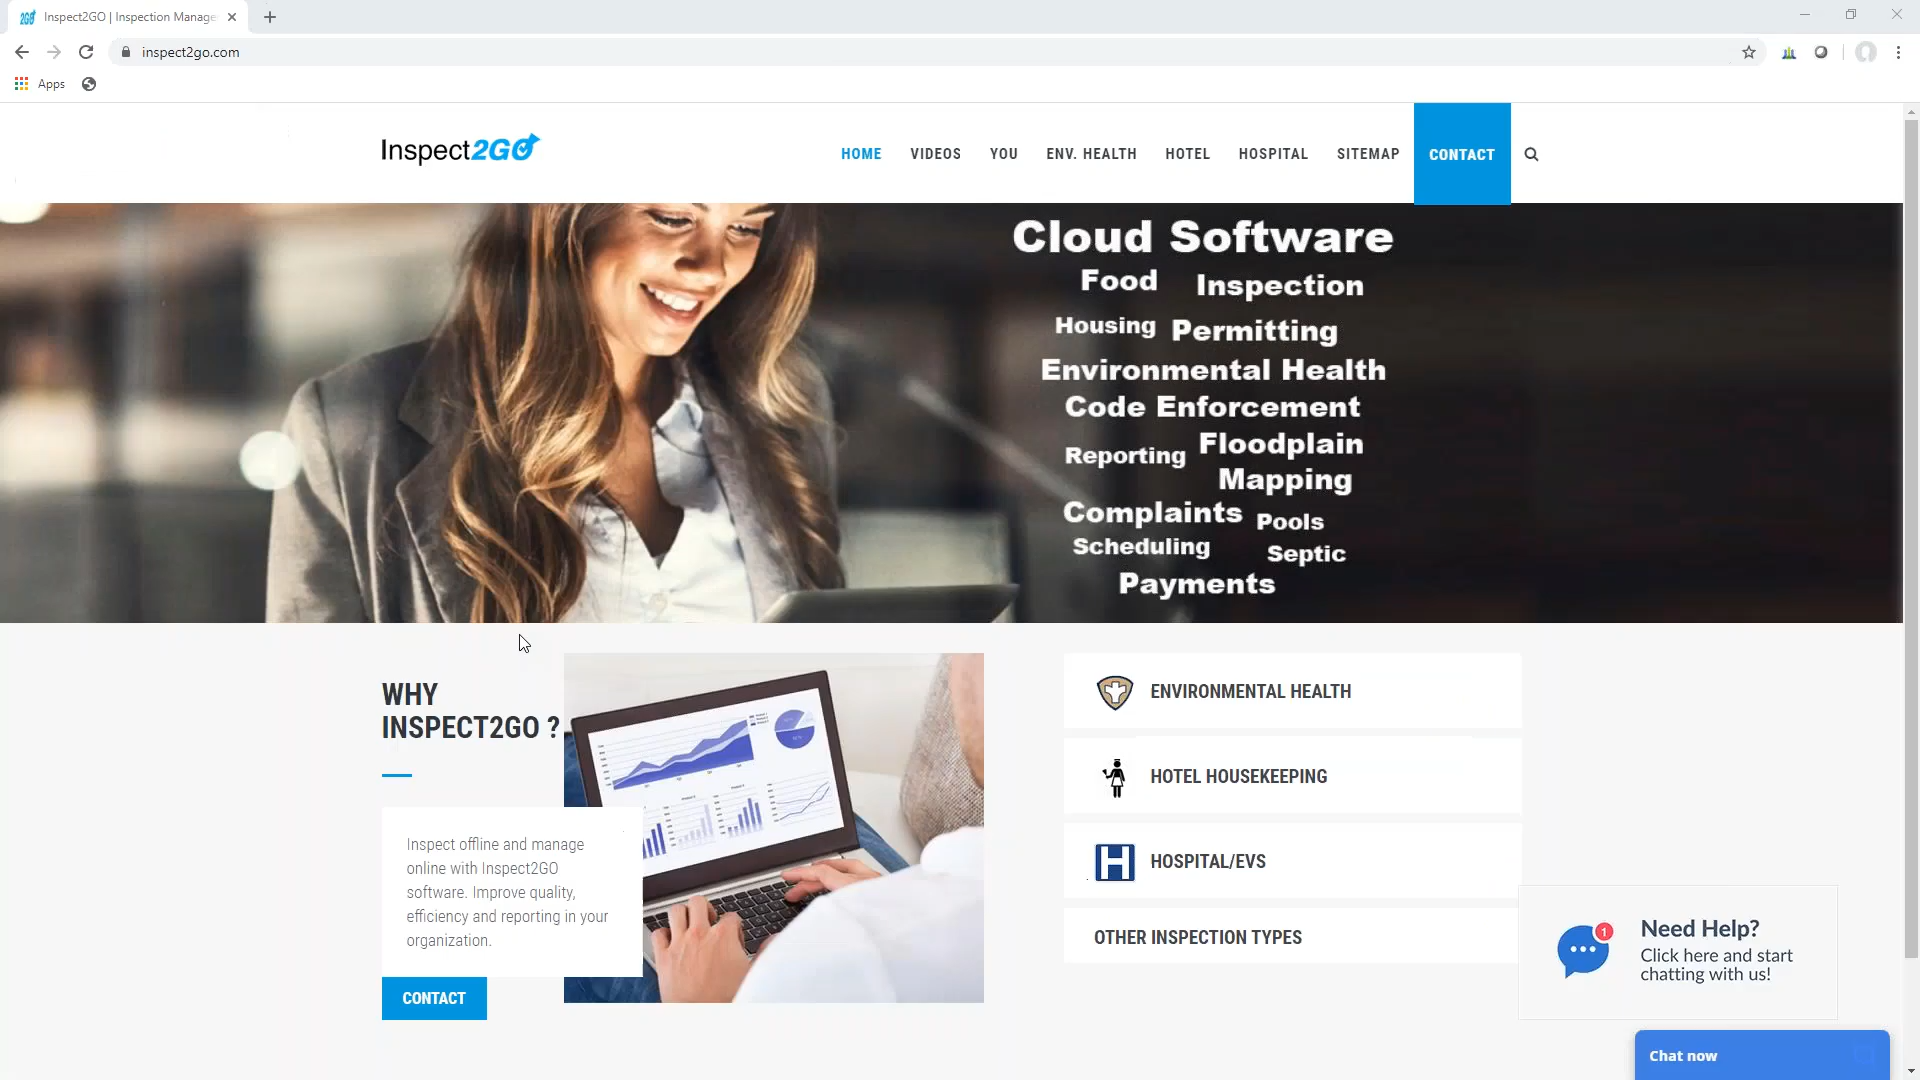 Inspect2GO | Inspection Manage
inspect2go.com
Apps
Inspect2GO
HOME VIDEOS YOU ENV. HEALTH HOTEL HOSPITAL SITEMAP CONTACT
Cloud Software
Food Inspection
Housing Permitting
Environmental Health
Code Enforcement
Reporting Floodplain
Mapping
Complaints Pools
Scheduling Septic
Payments
WHY
INSPECT2GO ?
Inspect offline and manage
online with Inspect2GO
software. Improve quality,
efficiency and reporting in your
organization.
CONTACT
ENVIRONMENTAL HEALTH
HOTEL HOUSEKEEPING
H HOSPITAL/EVS
OTHER INSPECTION TYPES
1
Need Help?
Click here and start
chatting with us!
Chat now